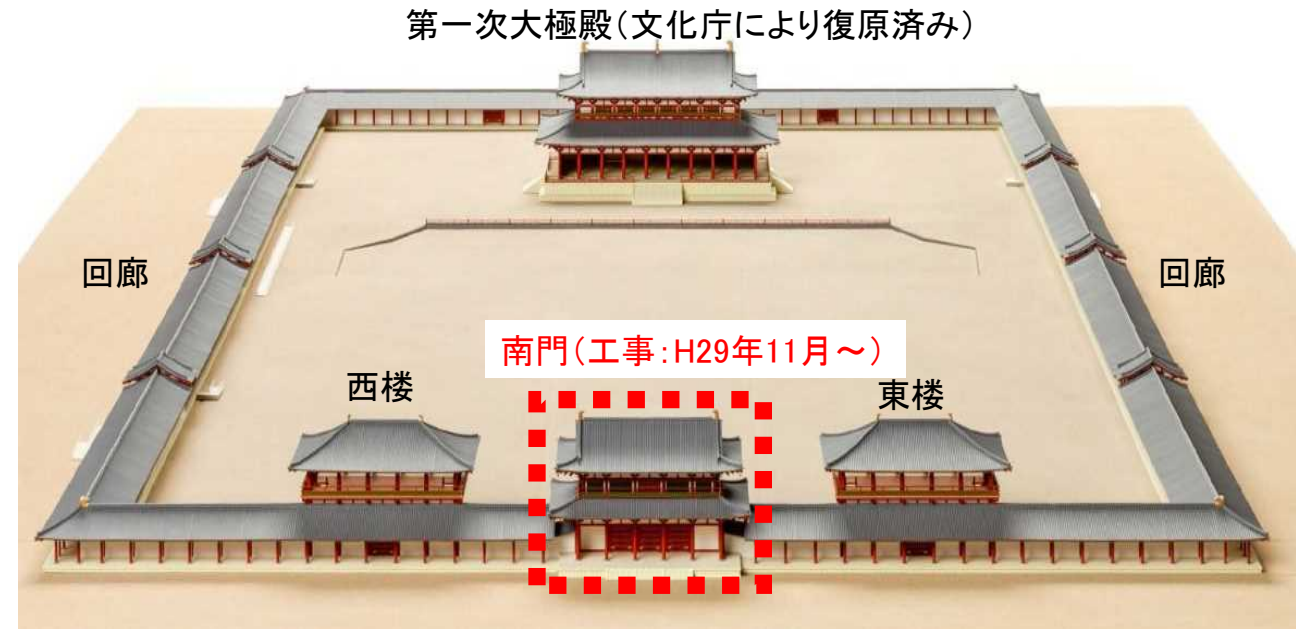 第一次大極殿（文化庁により復原済み）
回廊
回廊
南門（工事：H29年11月～）
西楼
東楼